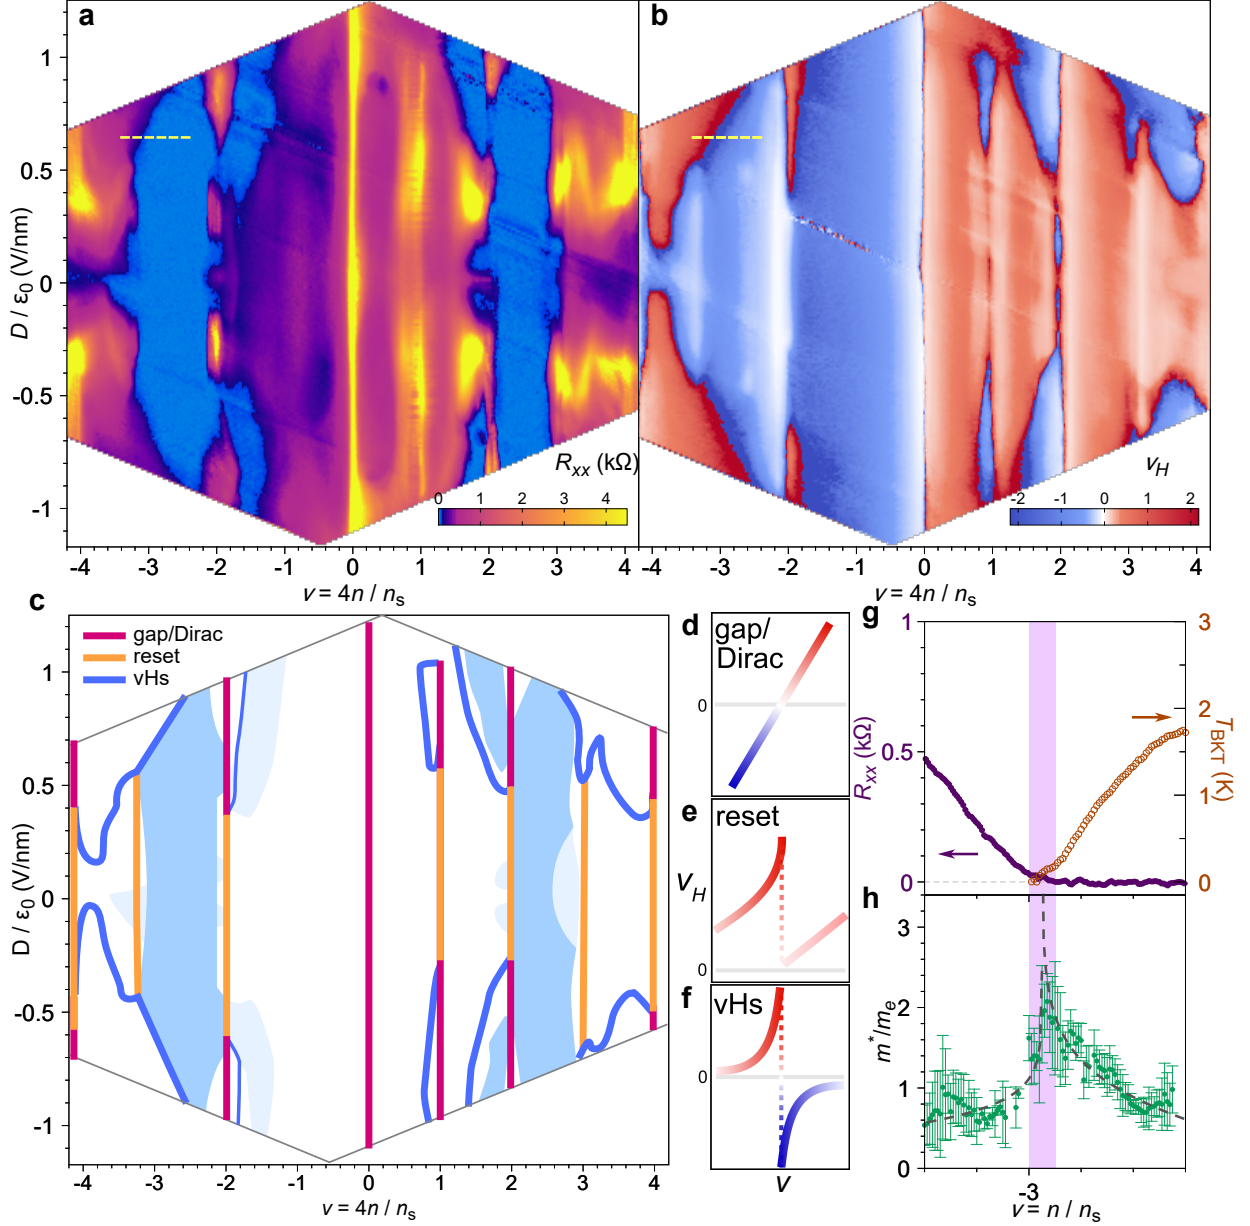 a
b
1
0.5
0
-0.5
-1
D / ε0 (V/nm)
Rxx (kΩ)
0 1 2 3 4
νH
-2 -1 0 1 2
-4 -3 -2 -1 0 1 2 3 4
-4 -3 -2 -1 0 1 2 3 4
ν = 4n / ns
ν = 4n / ns
c
gap/Dirac
reset
vHs
1
0.5
0
-0.5
-1
D / ε0 (V/nm)
-4 -3 -2 -1 0 1 2 3 4
ν = 4n / ns
d
gap/
Dirac
0
e
reset
νH
0
f
vHs
0
ν
g
1
0.5
0
Rxx (kΩ)
3
2
1
0
TBKT (K)
h
3
2
1
0
m*/me
-3
ν = n / ns